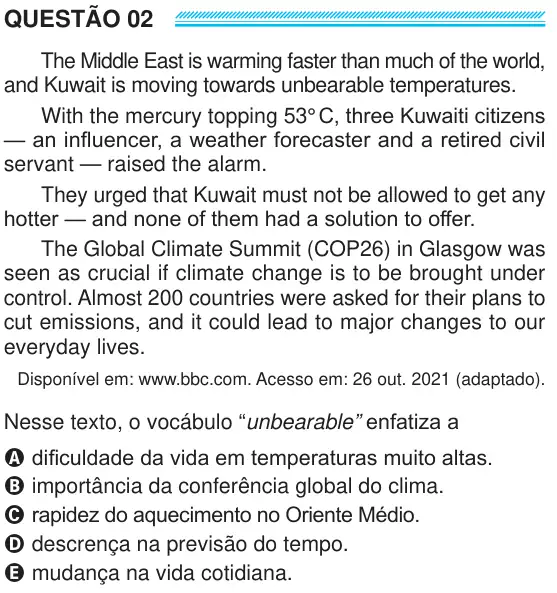 QUESTÃO 02
The Middle East is warming faster than much of the world,
and Kuwait is moving towards unbearable temperatures.
With the mercury topping 53° C, three Kuwaiti citizens
— an influencer, a weather forecaster and a retired civil
servant — raised the alarm.
They urged that Kuwait must not be allowed to get any
hotter — and none of them had a solution to offer.
The Global Climate Summit (COP26) in Glasgow was
seen as crucial if climate change is to be brought under
control. Almost 200 countries were asked for their plans to
cut emissions, and it could lead to major changes to our
everyday lives.
Disponível em: www.bbc.com. Acesso em: 26 out. 2021 (adaptado).
Nesse texto, o vocábulo “unbearable” enfatiza a
A dificuldade da vida em temperaturas muito altas.
B importância da conferência global do clima.
C rapidez do aquecimento no Oriente Médio.
D descrença na previsão do tempo.
E mudança na vida cotidiana.